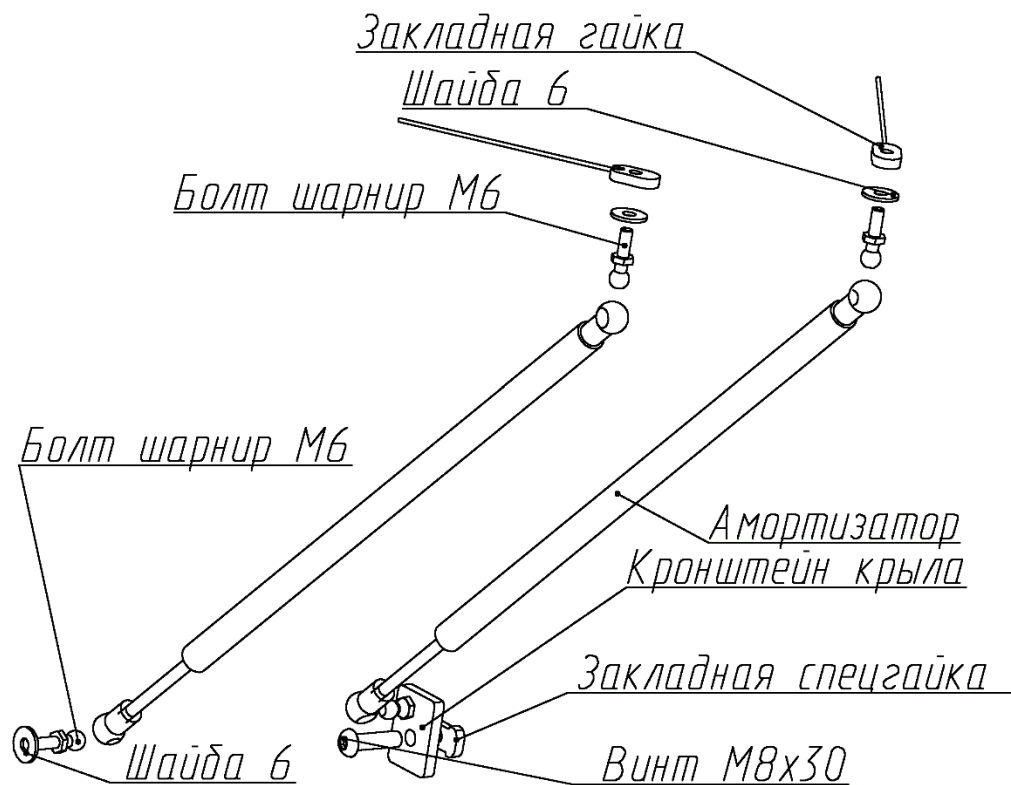 Закладная гайка
Шайба 6
Болт шарнир М6
Болт шарнир М6
Амортизатор
Кронштейн крыла
Закладная спецгайка
Шайба 6
Винт М8х30